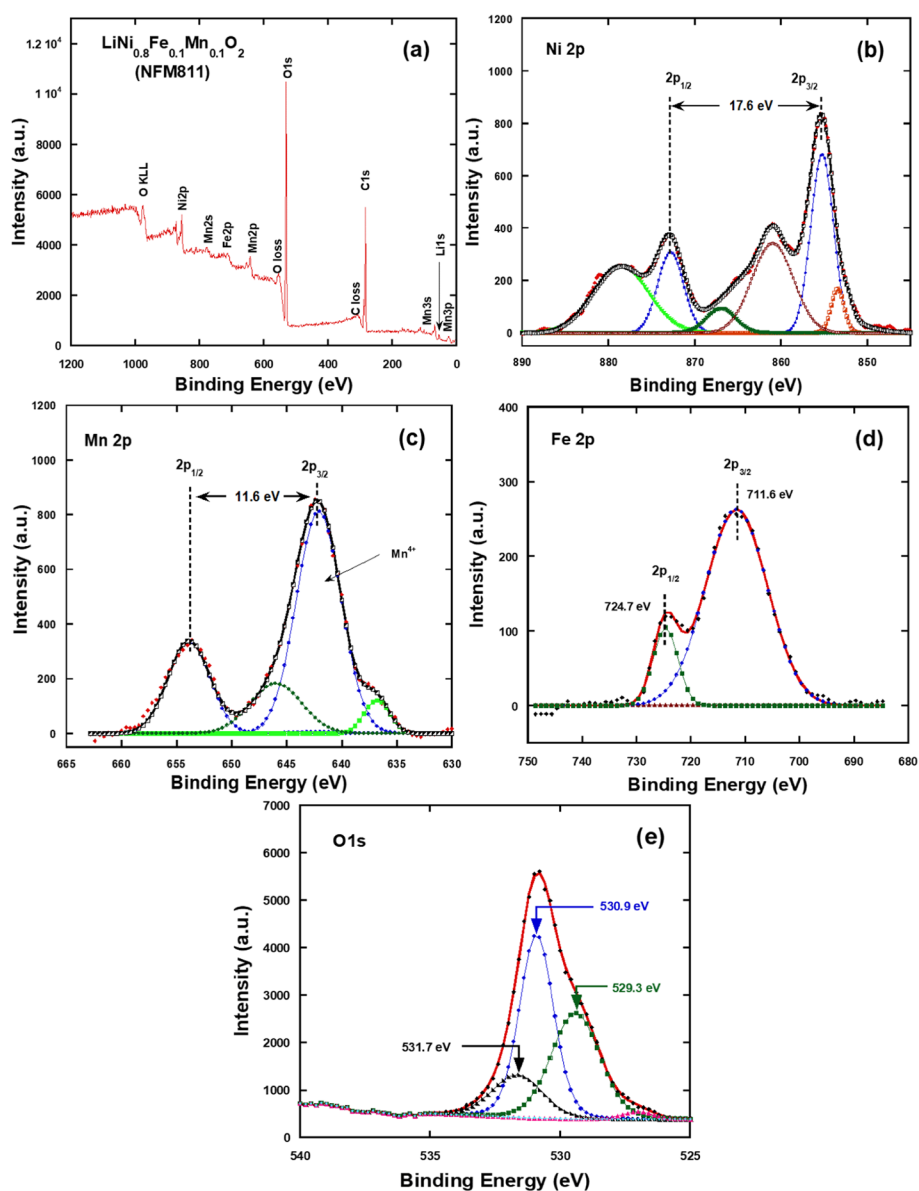 LiNi0.8Fe0.1Mn0.1O2
(NFM811)
(a)
O1s
C1s
O KLL
Ni2p
Mn2s
Fe2p
Mn2p
O loss
C loss
Mn3s
Li1s
Mn3p
1.2 10⁴
1 10⁴
8000
6000
4000
2000
0
1200 1000 800 600 400 200 0
Intensity (a.u.)
Binding Energy (eV)
Ni 2p
(b)
2p1/2
2p3/2
17.6 eV
1000
800
600
400
200
0
890 880 870 860 850
Intensity (a.u.)
Binding Energy (eV)
Mn 2p
(c)
2p1/2
2p3/2
11.6 eV
Mn⁴⁺
1200
1000
800
600
400
200
0
665 660 655 650 645 640 635 630
Intensity (a.u.)
Binding Energy (eV)
Fe 2p
(d)
2p3/2
711.6 eV
2p1/2
724.7 eV
400
300
200
100
0
750 740 730 720 710 700 690 680
Intensity (a.u.)
Binding Energy (eV)
O1s
(e)
530.9 eV
529.3 eV
531.7 eV
7000
6000
5000
4000
3000
2000
1000
0
540 535 530 525
Intensity (a.u.)
Binding Energy (eV)